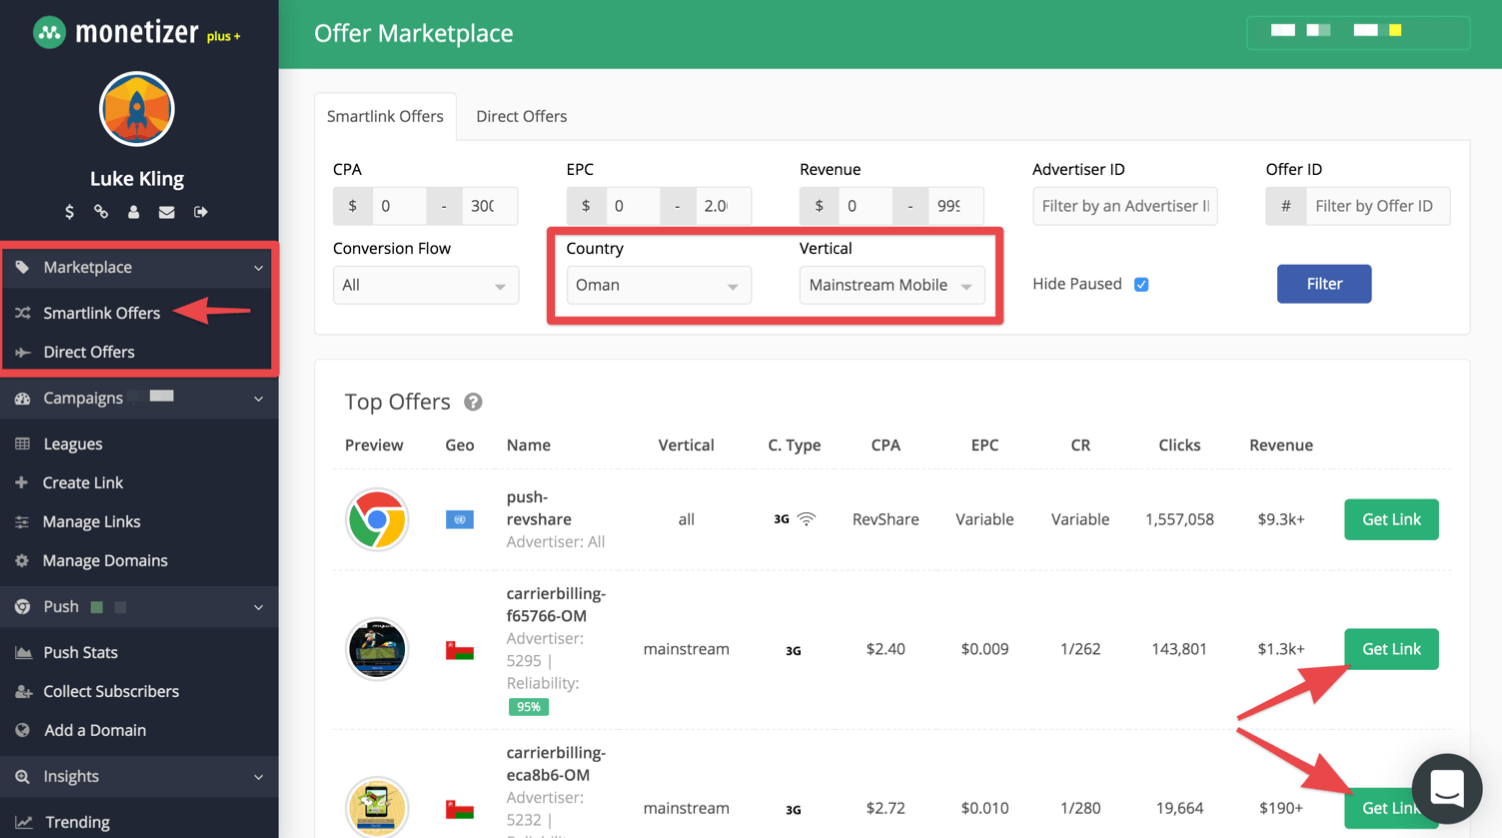 monetizer plus +
Luke Kling
$
Marketplace
Smartlink Offers
Direct Offers
Campaigns
Leagues
Create Link
Manage Links
Manage Domains
Push
Push Stats
Collect Subscribers
Add a Domain
Insights
Trending
Offer Marketplace
Smartlink Offers Direct Offers
CPA EPC Revenue Advertiser ID Offer ID
$ 0 - 300 $ 0 - 2.0 $ 0 - 999 Filter by an Advertiser I # Filter by Offer ID
Conversion Flow Country Vertical
All Oman Mainstream Mobile Hide Paused Filter
Top Offers ?
Preview Geo Name Vertical C. Type CPA EPC CR Clicks Revenue
push-
revshare
Advertiser: All
all 3G RevShare Variable Variable 1,557,058 $9.3k+ Get Link
carrierbilling-
f65766-OM
Advertiser:
5295 |
Reliability:
95%
mainstream 3G $2.40 $0.009 1/262 143,801 $1.3k+ Get Link
carrierbilling-
eca8b6-OM
Advertiser:
5232 |
mainstream 3G $2.72 $0.010 1/280 19,664 $190+ Get Link